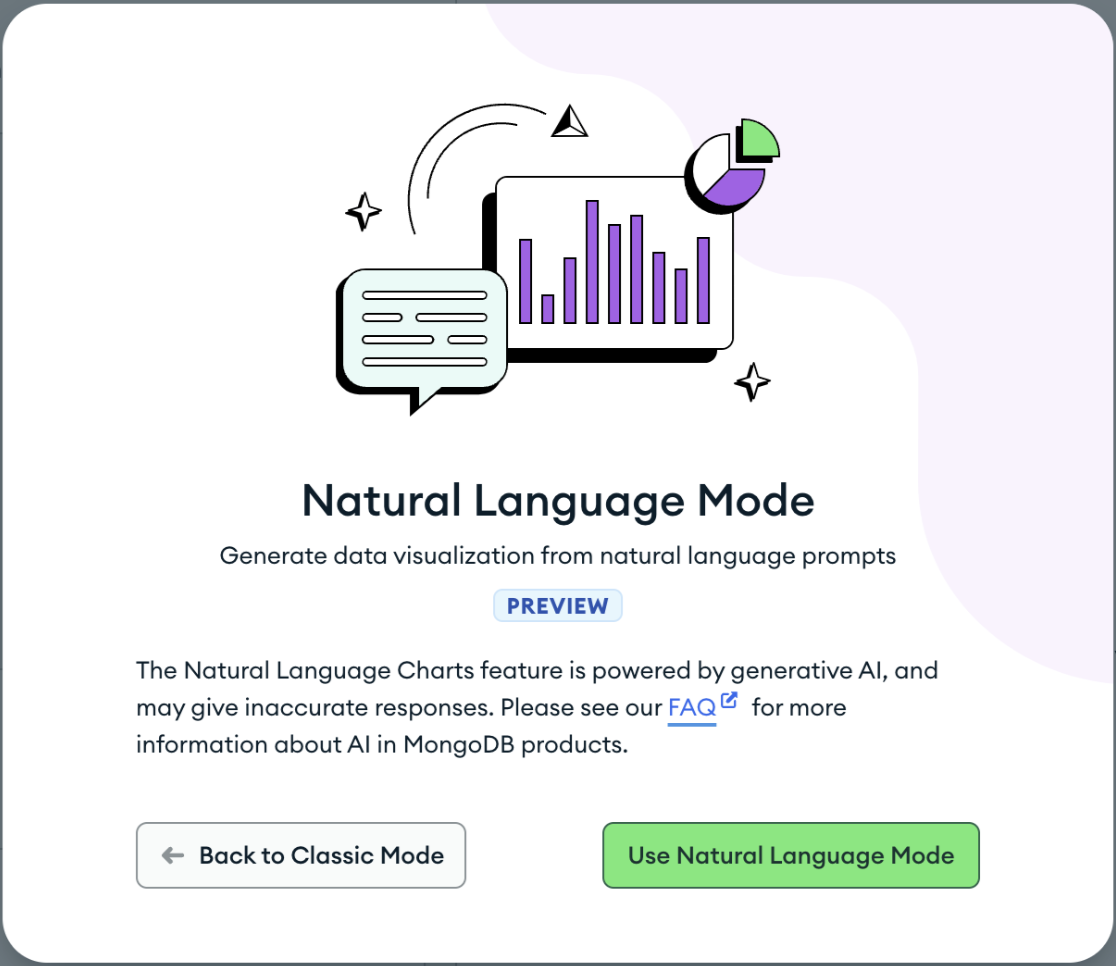 Natural Language Mode
Generate data visualization from natural language prompts
PREVIEW
The Natural Language Charts feature is powered by generative AI, and
may give inaccurate responses. Please see our FAQ for more
information about AI in MongoDB products.
Back to Classic Mode
Use Natural Language Mode